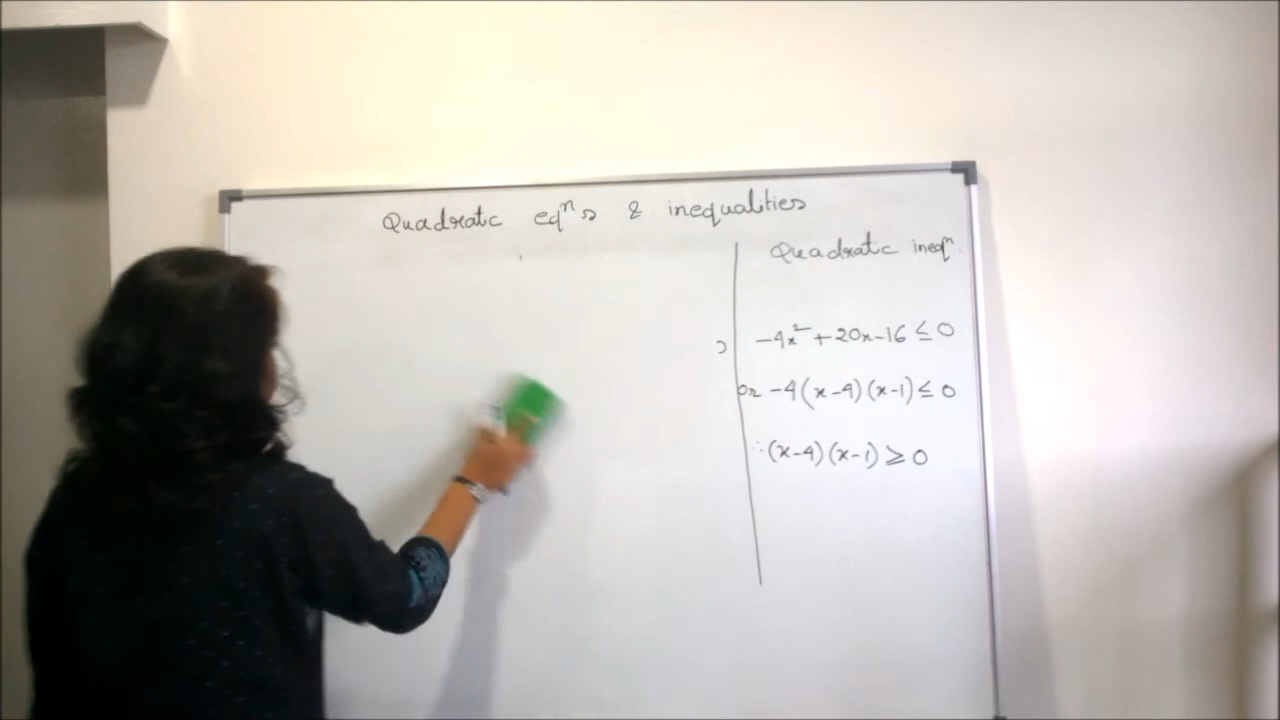 Quadratic eqⁿs & inequalities
Quadratic ineqⁿ.
-4x²+20x-16 ≤ 0
or -4(x-4)(x-1) ≤ 0
∴ (x-4)(x-1) ≥ 0